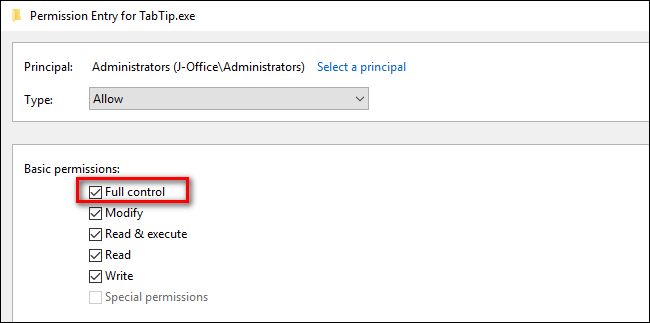 Permission Entry for TabTip.exe
Principal: Administrators (J-Office\Administrators) Select a principal
Type: Allow
Basic permissions:
Full control
Modify
Read & execute
Read
Write
Special permissions